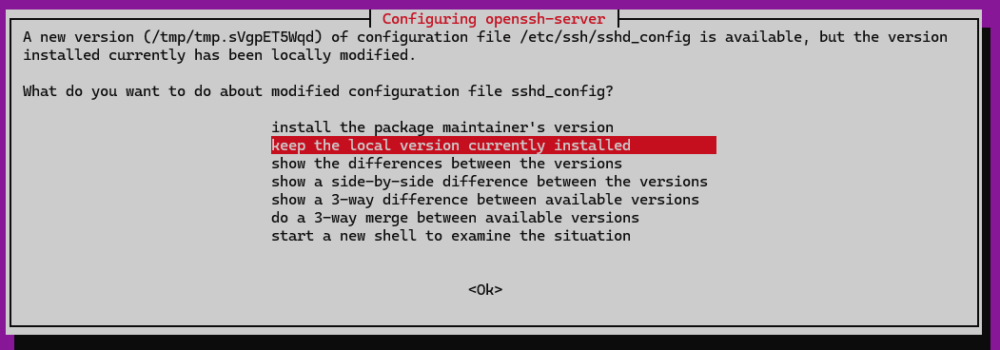 Configuring openssh-server
A new version (/tmp/tmp.sVgpET5Wqd) of configuration file /etc/ssh/sshd_config is available, but the version
installed currently has been locally modified.
What do you want to do about modified configuration file sshd_config?
install the package maintainer's version
keep the local version currently installed
show the differences between the versions
show a side-by-side difference between the versions
show a 3-way difference between available versions
do a 3-way merge between available versions
start a new shell to examine the situation
<Ok>